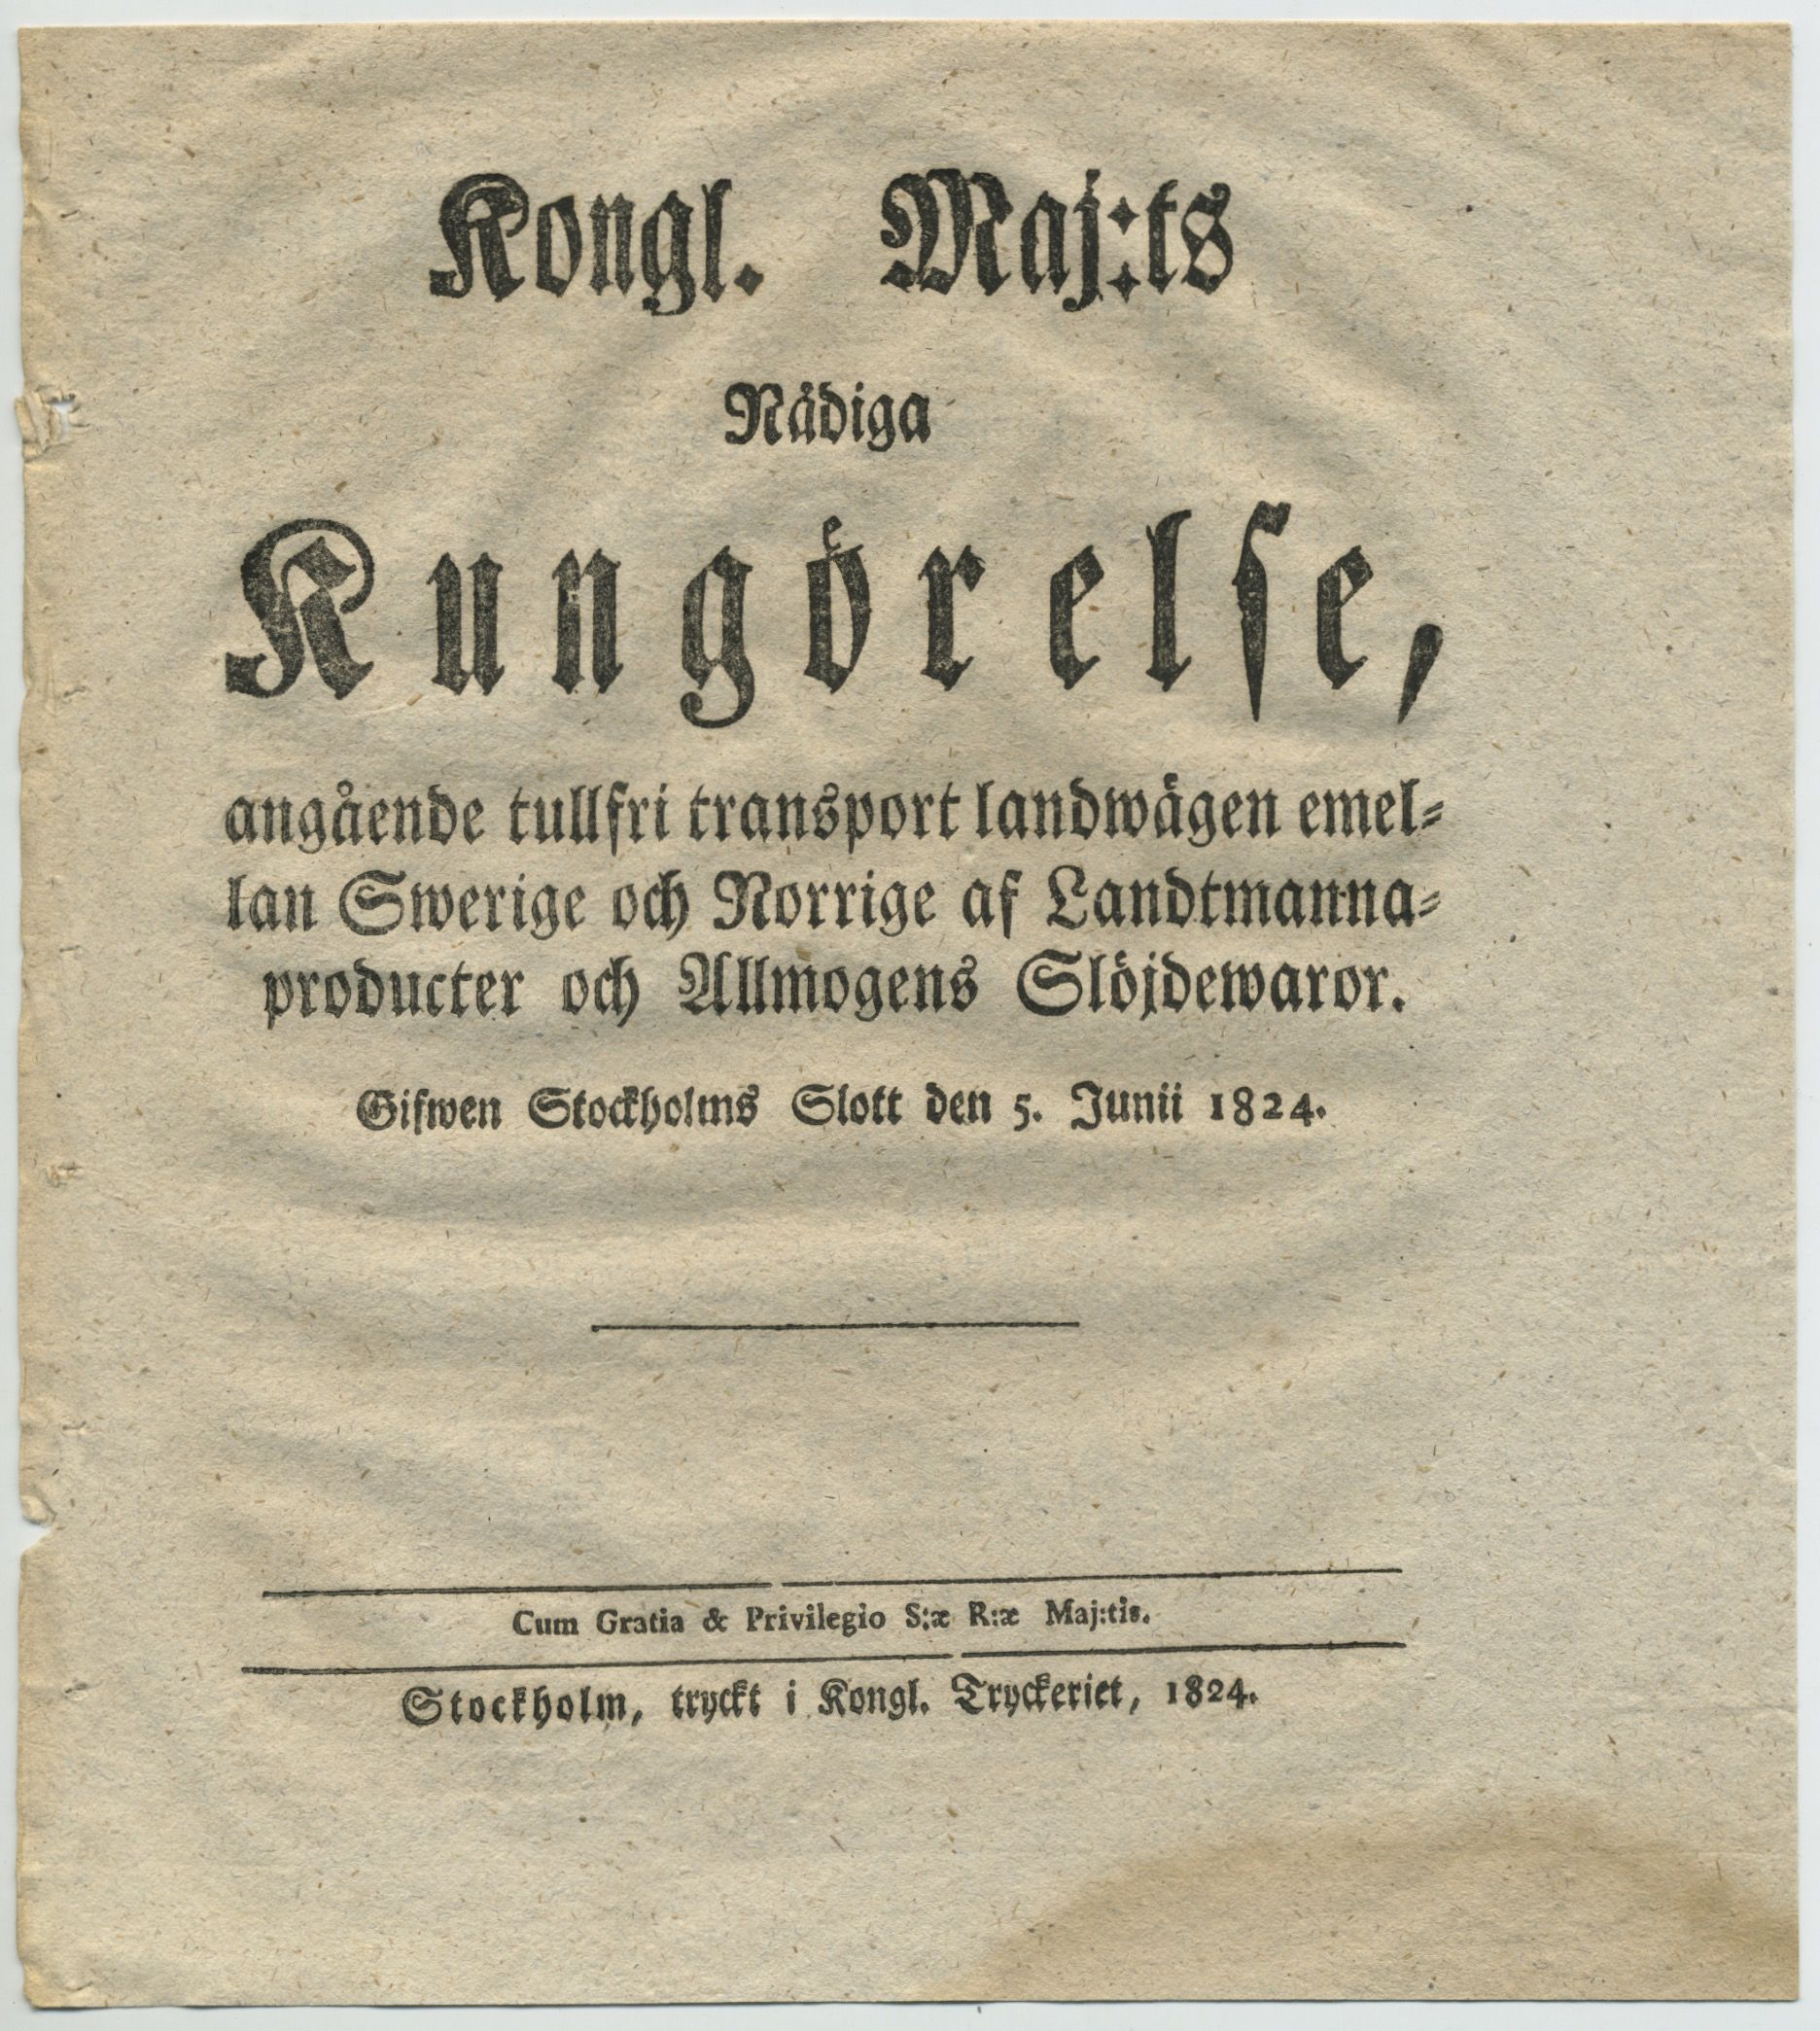 Kongl. Maj:ts
Nådiga
Kungörelse,
angående tullfri transport landwägen emel-
lan Swerige och Norrige af Landtmanna-
producter och Allmogens Slöjdewaror.
Gifwen Stockholms Slott den 5. Junii 1824.
Cum Gratia & Privilegio S:æ R:æ Maj:tis.
Stockholm, tryckt i Kongl. Tryckeriet, 1824.